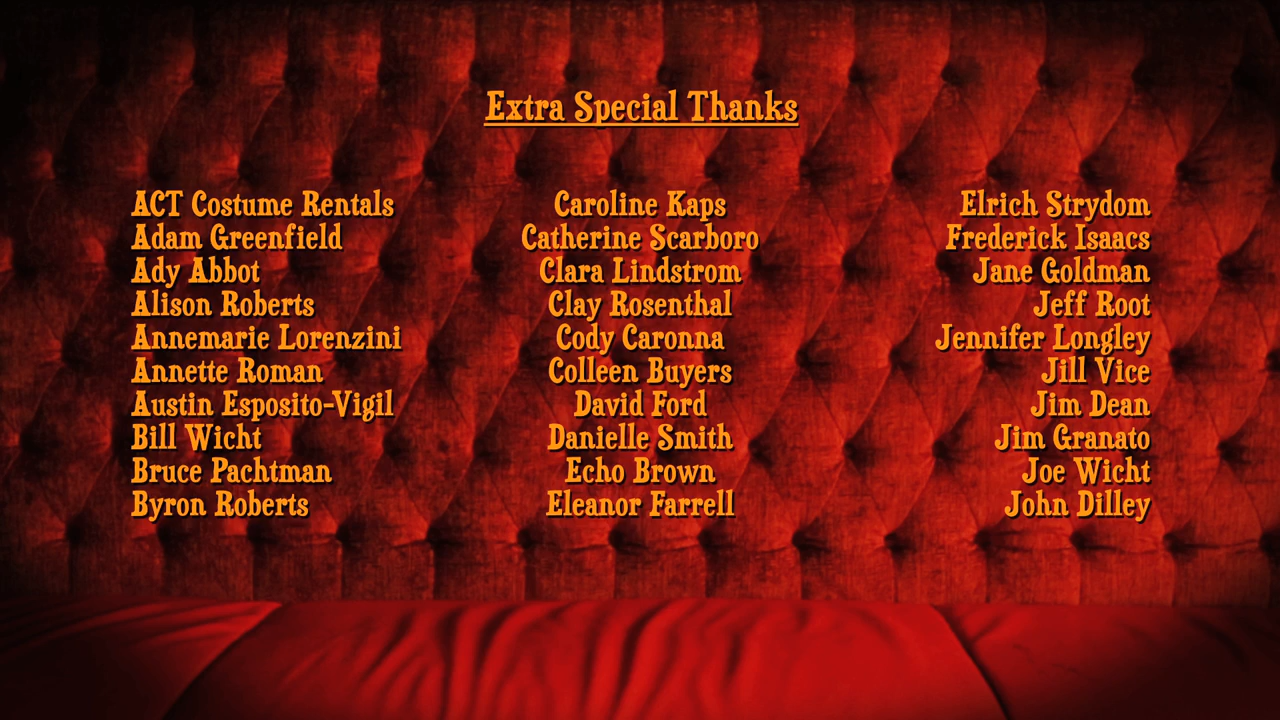 Extra Special Thanks
ACT Costume Rentals
Adam Greenfield
Ady Abbot
Alison Roberts
Annemarie Lorenzini
Annette Roman
Austin Esposito-Vigil
Bill Wicht
Bruce Pachtman
Byron Roberts
Caroline Kaps
Catherine Scarboro
Clara Lindstrom
Clay Rosenthal
Cody Caronna
Colleen Buyers
David Ford
Danielle Smith
Echo Brown
Eleanor Farrell
Elrich Strydom
Frederick Isaacs
Jane Goldman
Jeff Root
Jennifer Longley
Jill Vice
Jim Dean
Jim Granato
Joe Wicht
John Dilley